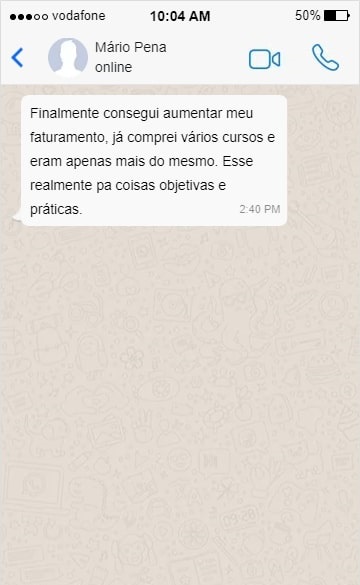 vodafone 10:04 AM 50%
Mário Pena
online
Finalmente consegui aumentar meu
faturamento, já comprei vários cursos e
eram apenas mais do mesmo. Esse
realmente pa coisas objetivas e
práticas.
2:40 PM